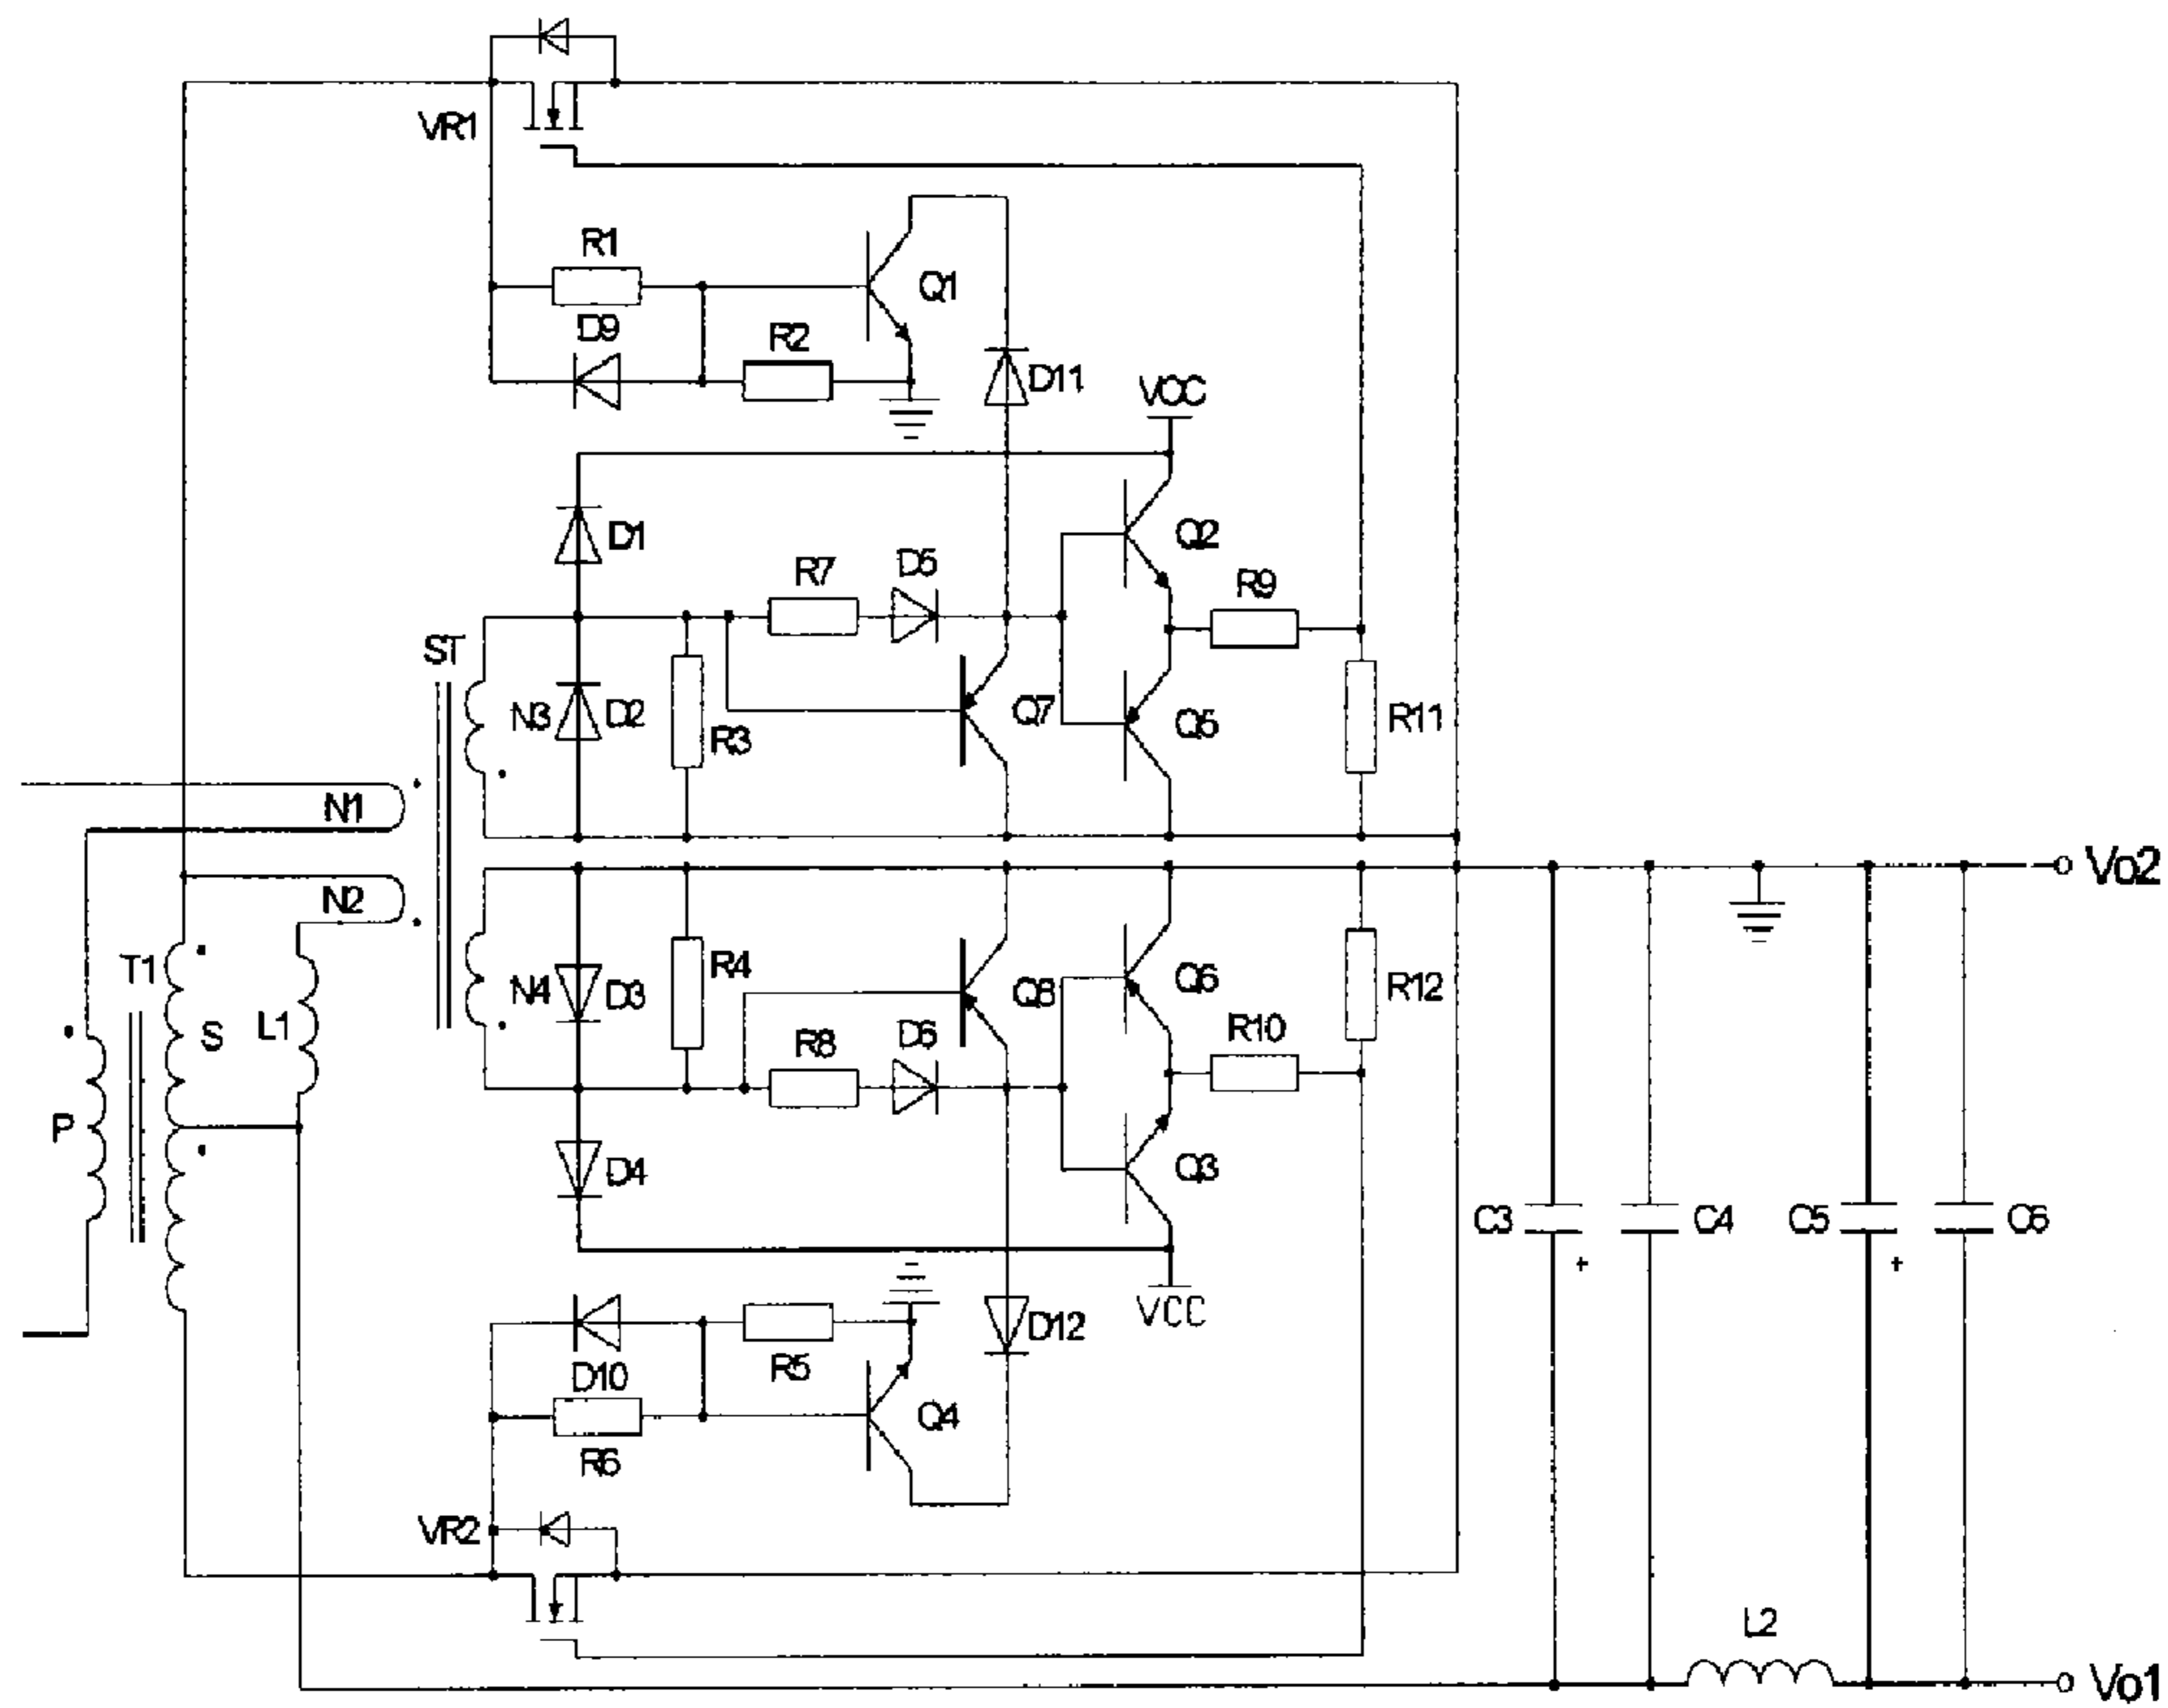 VR1
R1
Q1
D9
R2
D11
VCC
D1
Q2
R7
D5
R9
ST
N3
D2
R3
Q7
Q5
R11
N1
N2
Vo2
T1
S
L1
N4
D3
R4
Q8
Q6
R12
R8
D6
R10
P
D4
Q3
C3
+
C4
C5
+
C6
VCC
D12
R5
D10
Q4
R6
VR2
L2
Vo1